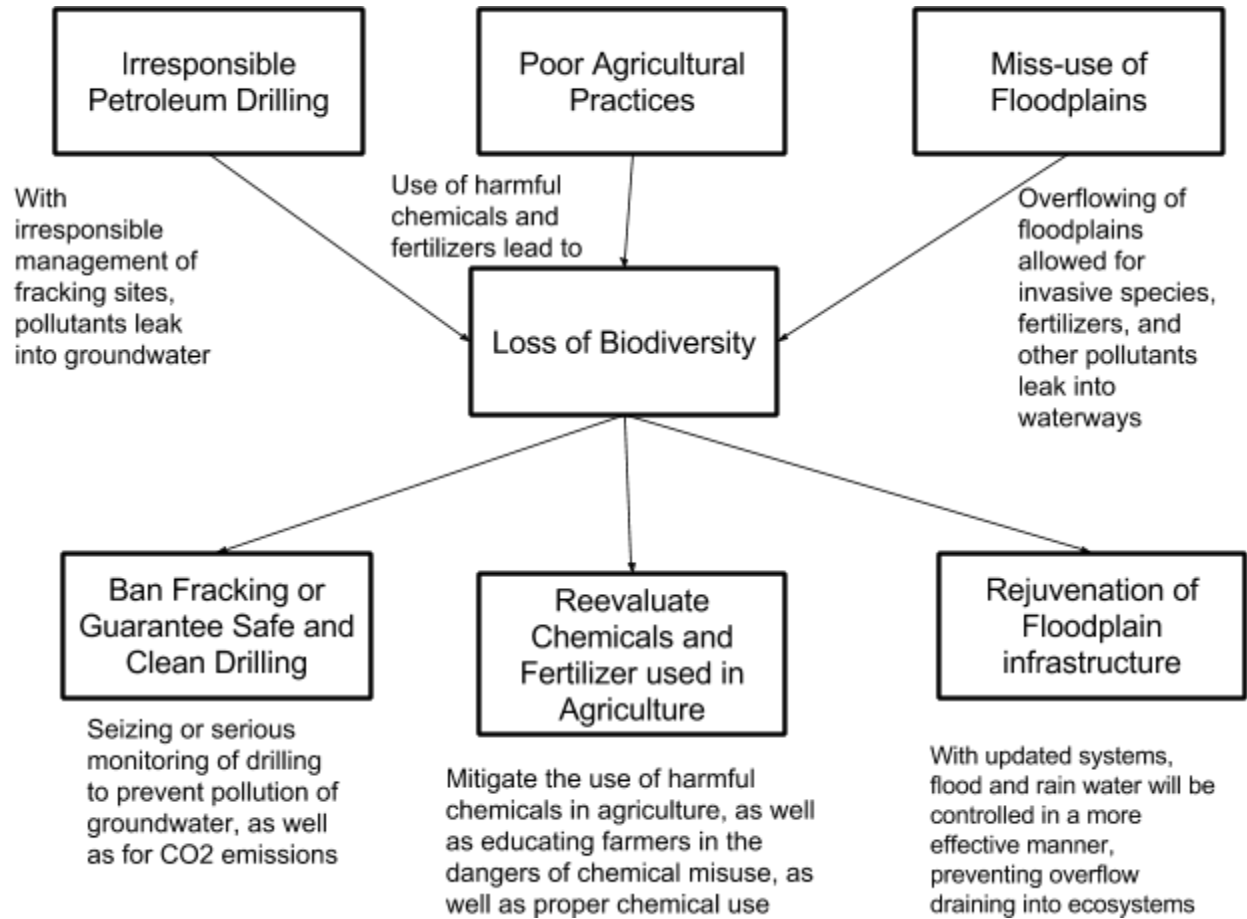 Irresponsible
Petroleum Drilling
Poor Agricultural
Practices
Miss-use of
Floodplains
With
irresponsible
management of
fracking sites,
pollutants leak
into groundwater
Use of harmful
chemicals and
fertilizers lead to
Overflowing of
floodplains
allowed for
invasive species,
fertilizers, and
other pollutants
leak into
waterways
Loss of Biodiversity
Ban Fracking or
Guarantee Safe and
Clean Drilling
Reevaluate
Chemicals and
Fertilizer used in
Agriculture
Rejuvenation of
Floodplain
infrastructure
Seizing or serious
monitoring of drilling
to prevent pollution of
groundwater, as well
as for CO2 emissions
Mitigate the use of harmful
chemicals in agriculture, as well
as educating farmers in the
dangers of chemical misuse, as
well as proper chemical use
With updated systems,
flood and rain water will be
controlled in a more
effective manner,
preventing overflow
draining into ecosystems